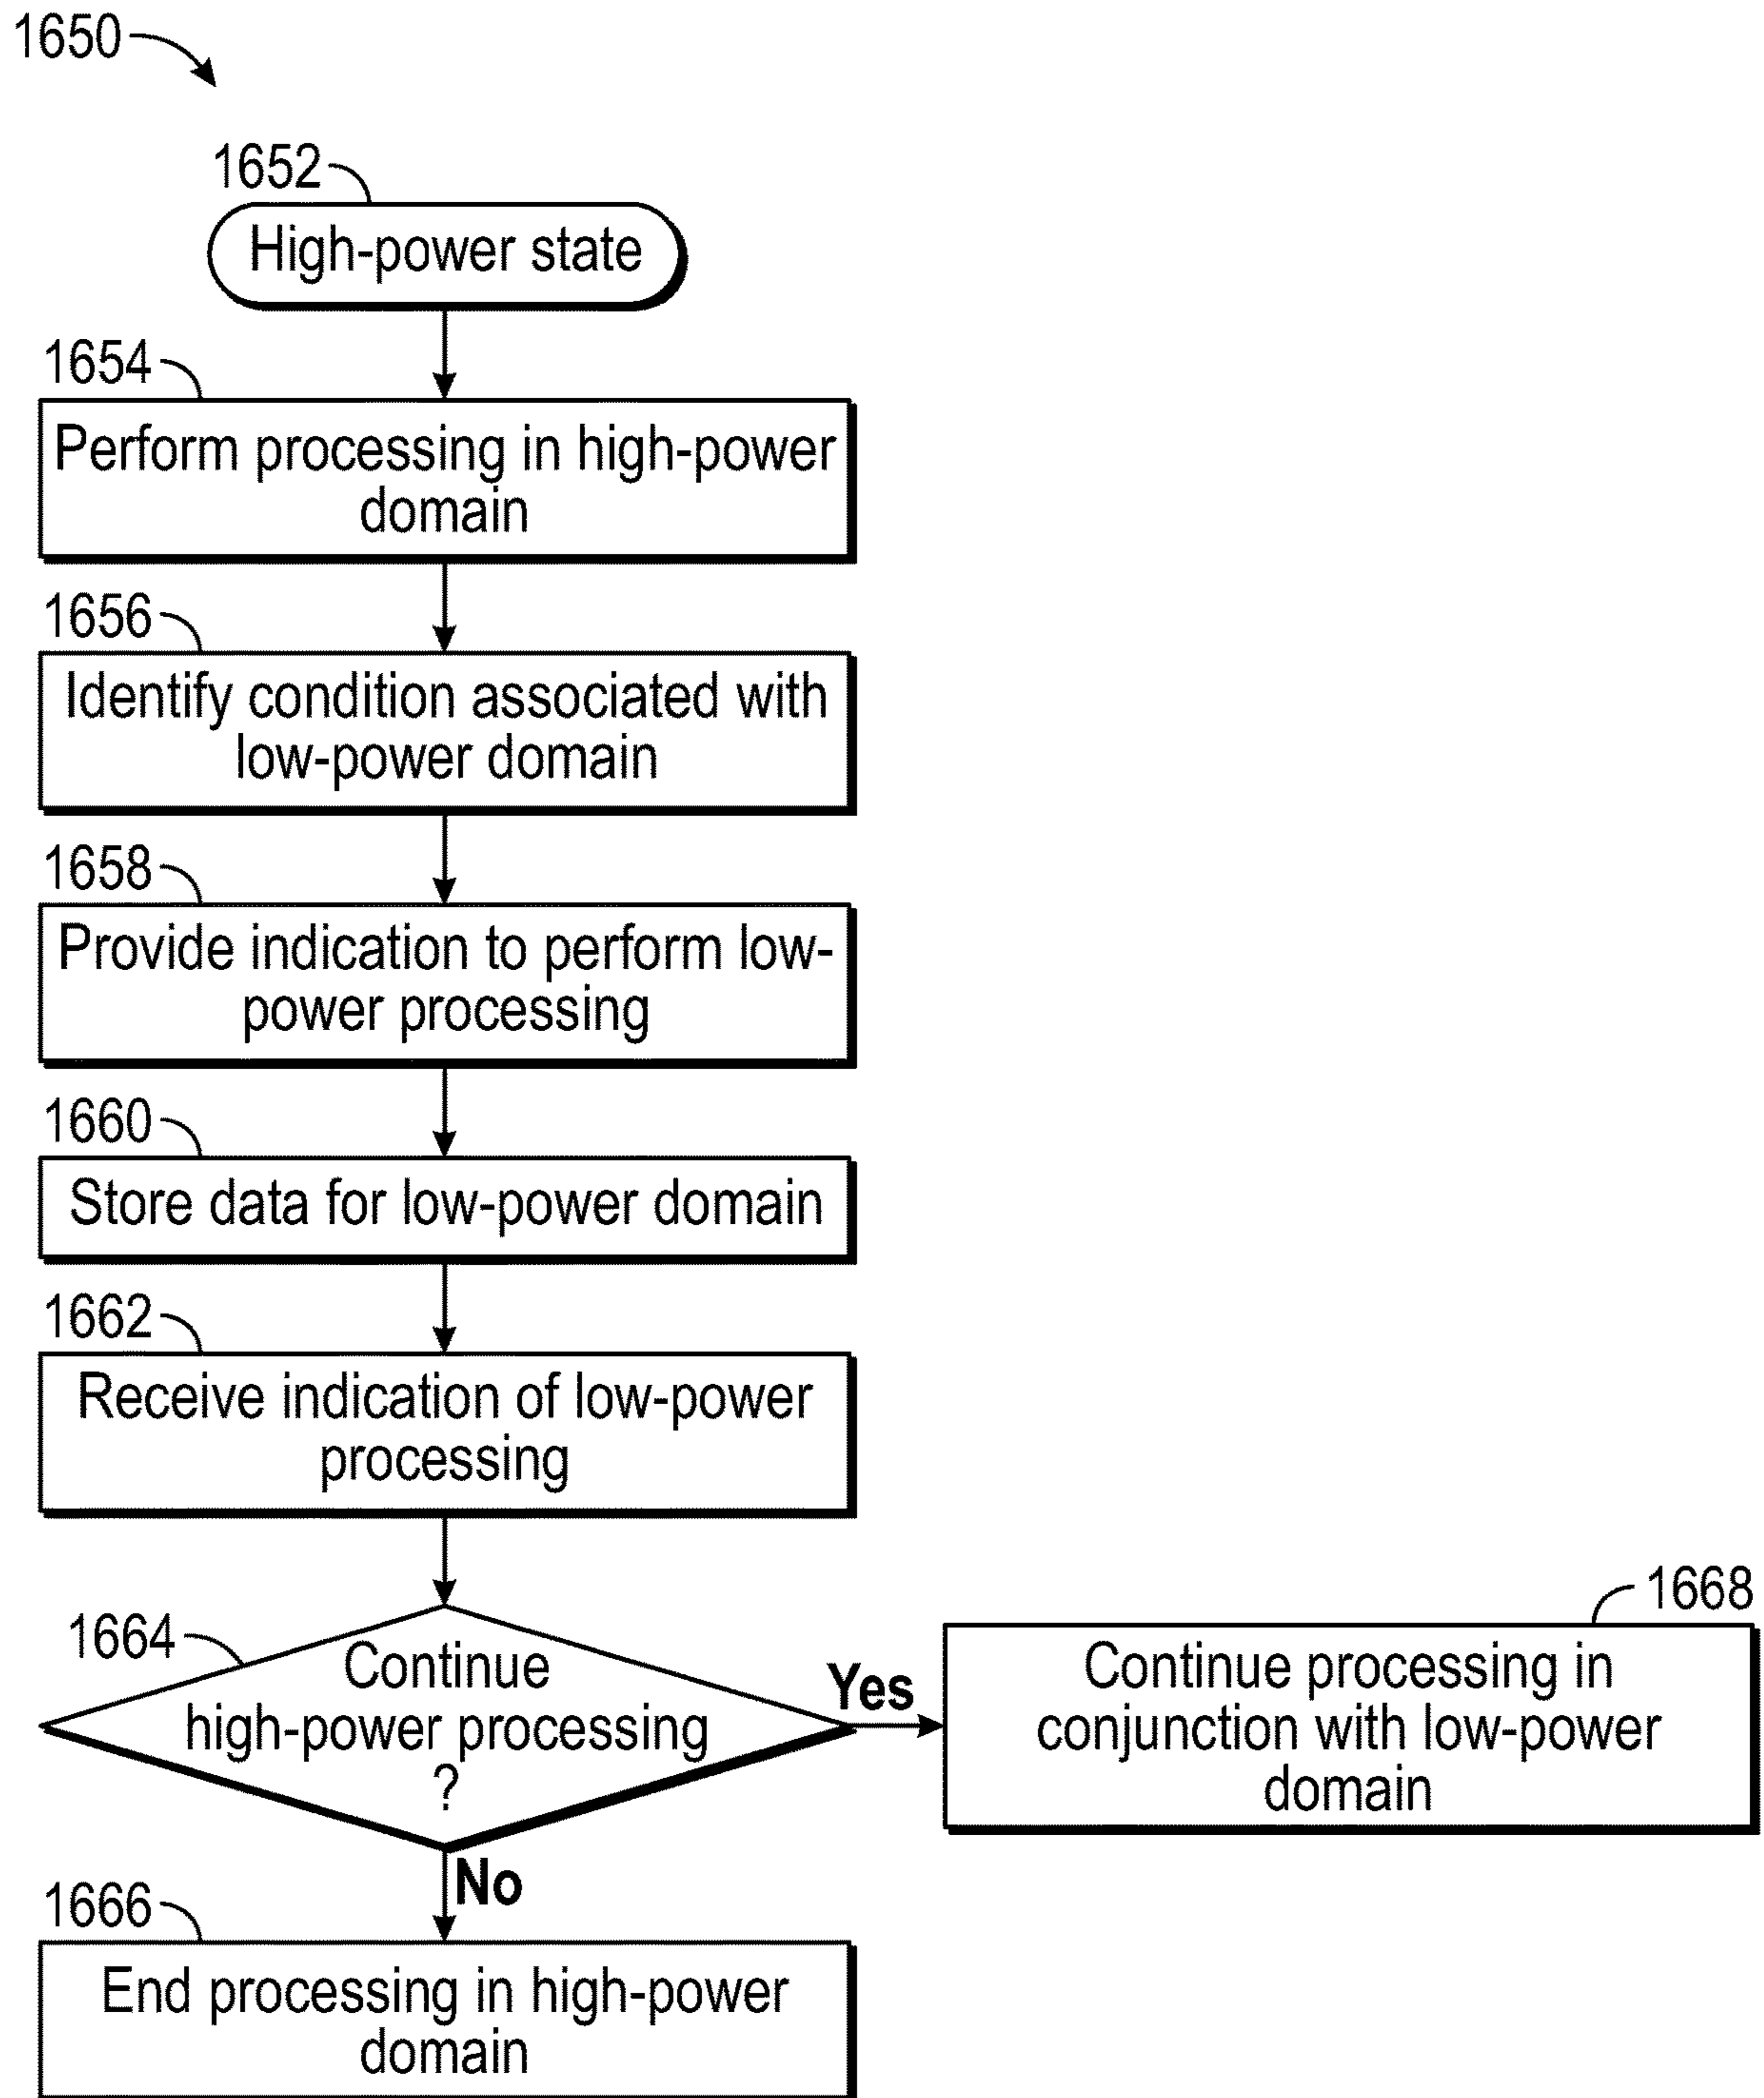 1650
1652
High-power state
1654
Perform processing in high-power
domain
1656
Identify condition associated with
low-power domain
1658
Provide indication to perform low-
power processing
1660
Store data for low-power domain
1662
Receive indication of low-power
processing
1664
Continue
high-power processing
?
Yes
1668
Continue processing in
conjunction with low-power
domain
No
1666
End processing in high-power
domain